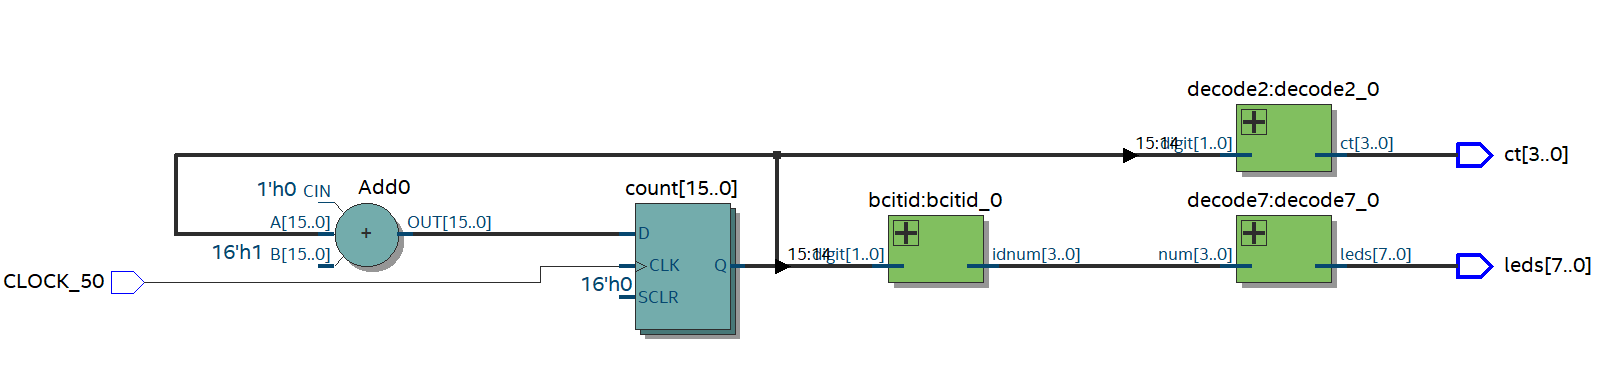 decode2:decode2_0
15:14 digit[1..0]
ct[3..0]
ct[3..0]
1'h0 CIN
Add0
A[15..0]
OUT[15..0]
16'h1 B[15..0]
count[15..0]
D
CLK
Q
16'h0
SCLR
CLOCK_50
bcitid:bcitid_0
15:14 digit[1..0]
idnum[3..0]
decode7:decode7_0
num[3..0]
leds[7..0]
leds[7..0]